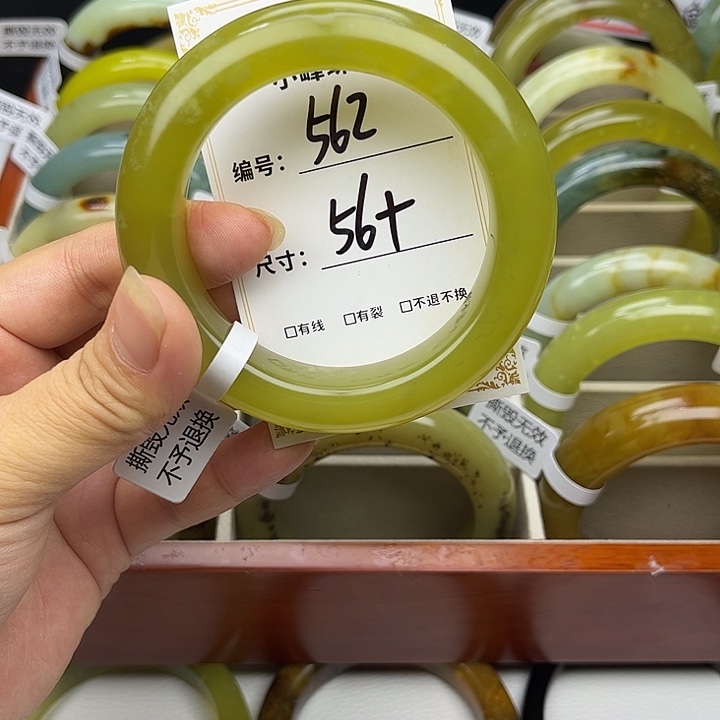 编号: 562
尺寸: 56+
□有线 □有裂 □不退不换
撕毁无效
不予退换
撕毁无效
不予退换